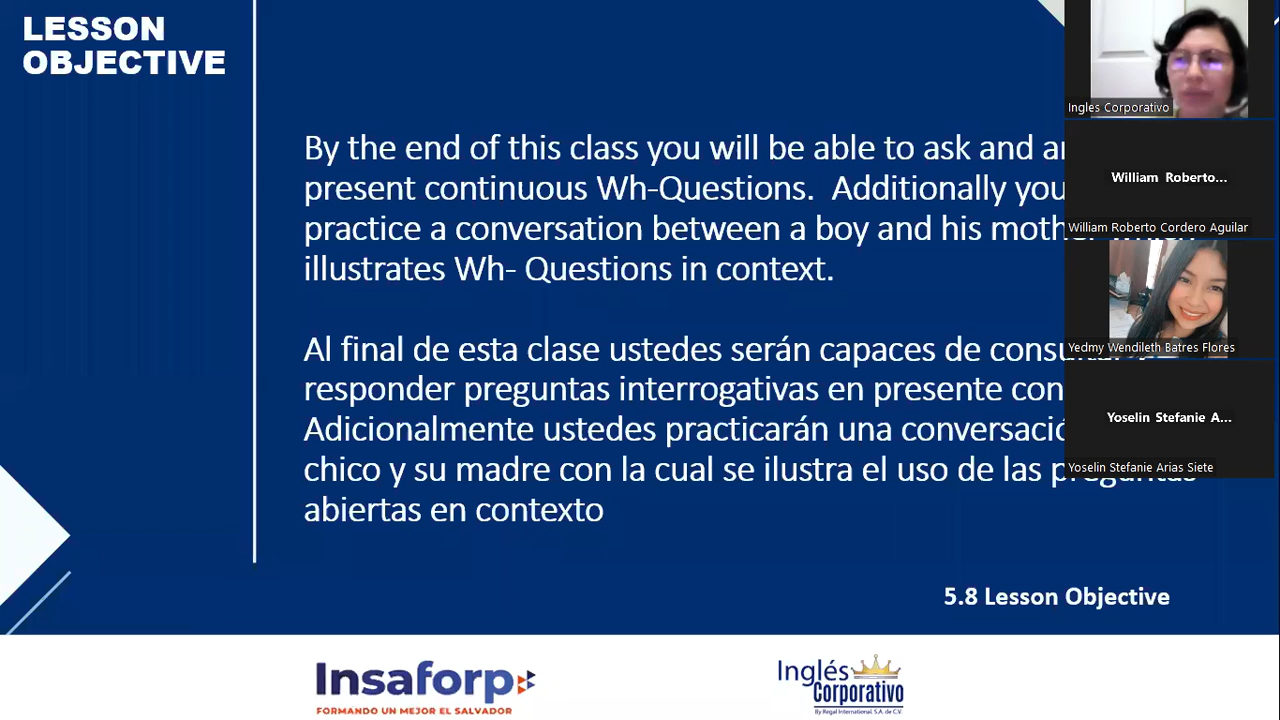 LESSON
OBJECTIVE
By the end of this class you will be able to ask and
present continuous Wh-Questions. Additionally you
practice a conversation between a boy and his
illustrates Wh- Questions in context.
Al final de esta clase ustedes serán capaces de
responder preguntas interrogativas en presente
Adicionalmente ustedes practicarán una
chico y su madre con la cual se ilustra el uso de las
abiertas en contexto
5.8 Lesson Objective
Insaforp
FORMANDO UN MEJOR EL SALVADOR
Inglés
Corporativo
By Regal International, S.A. de C.V.
Ingles Corporativo
William Roberto...
William Roberto Cordero Aguilar
Yedmy Wendileth Batres Flores
Yoselin Stefanie A...
Yoselin Stefanie Arias Siete